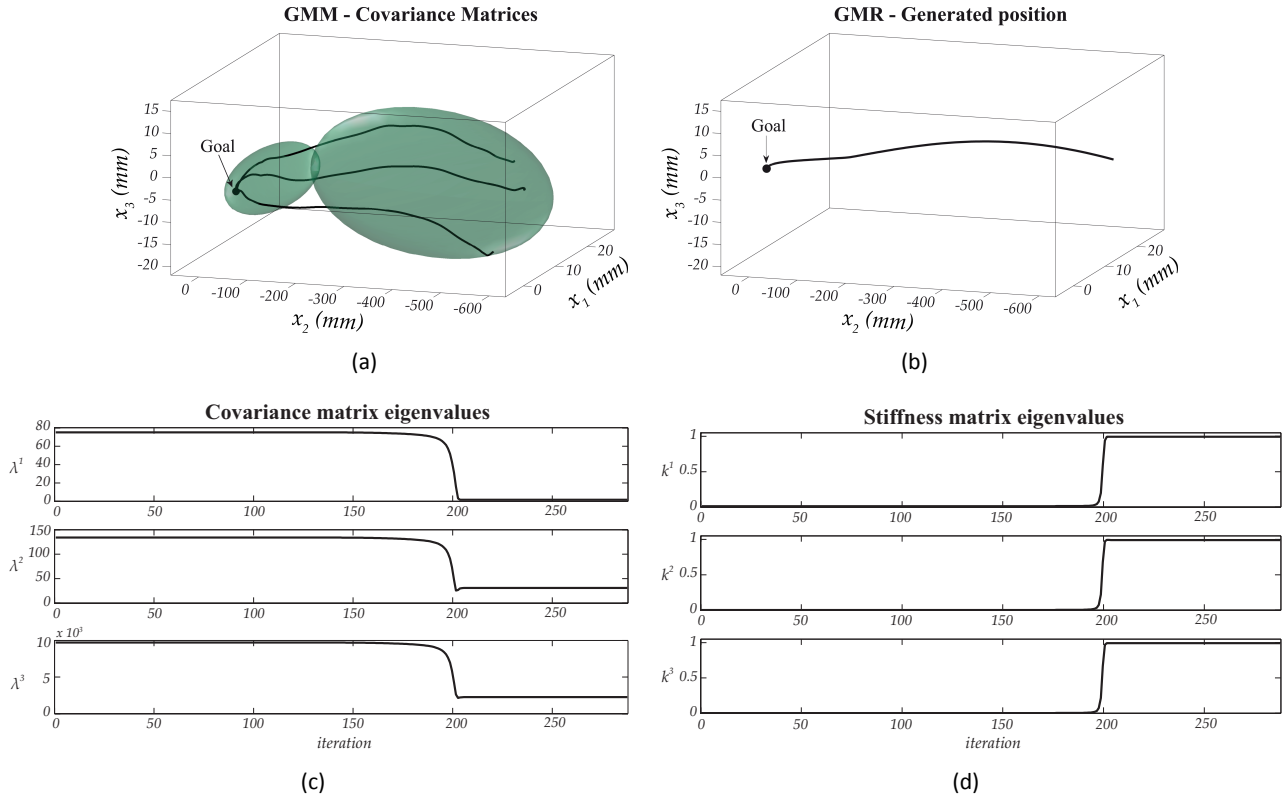 GMM - Covariance Matrices
Goal
15
10
5
0
-5
-10
-15
-20
x3 (mm)
0
-100
-200
-300
-400
-500
-600
x2 (mm)
0
10
20
x1 (mm)
(a)
GMR - Generated position
Goal
15
10
5
0
-5
-10
-15
-20
x3 (mm)
0
-100
-200
-300
-400
-500
-600
x2 (mm)
0
10
20
x1 (mm)
(b)
Covariance matrix eigenvalues
80
60
40
20
0
λ1
0 50 100 150 200 250
150
100
50
0
λ2
0 50 100 150 200 250
x 10³
10
5
0
λ3
0 50 100 150 200 250
iteration
(c)
Stiffness matrix eigenvalues
1
0.5
0
k1
0 50 100 150 200 250
1
0.5
0
k2
0 50 100 150 200 250
1
0.5
0
k3
0 50 100 150 200 250
iteration
(d)